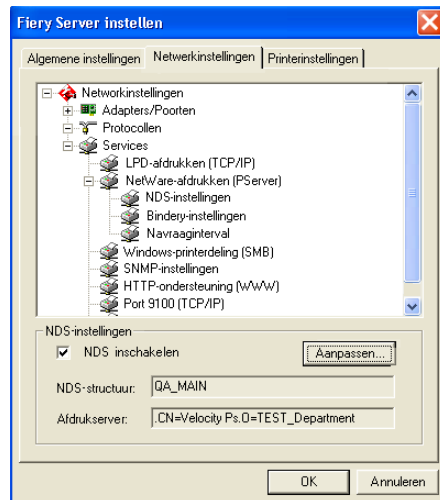 Fiery Server instellen
Algemene instellingen Netwerkinstellingen Printerinstellingen
Networkinstellingen
Adapters/Poorten
Protocollen
Services
LPD-afdrukken (TCP/IP)
NetWare-afdrukken (PServer)
NDS-instellingen
Bindery-instellingen
Navraaginterval
Windows-printerdeling (SMB)
SNMP-instellingen
HTTP-ondersteuning (WWW)
Port 9100 (TCP/IP)
NDS-instellingen
NDS inschakelen Aanpassen...
NDS-structuur: QA_MAIN
Afdrukserver: .CN=Velocity Ps.O=TEST_Department
OK Annuleren